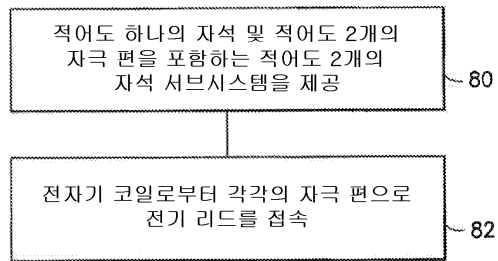 적어도 하나의 자석 및 적어도 2개의
자극 편을 포함하는 적어도 2개의
자석 서브시스템을 제공
80
전자기 코일로부터 각각의 자극 편으로
전기 리드를 접속
82